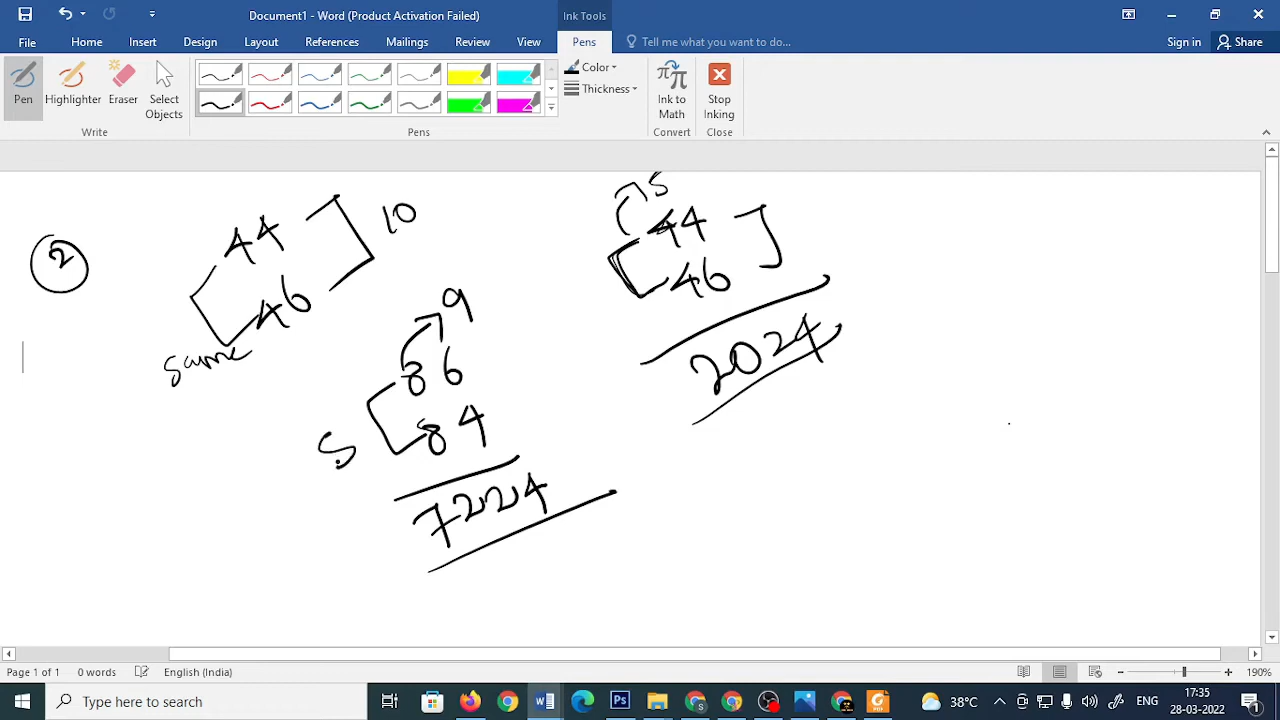 Document1 - Word (Product Activation Failed)
Ink Tools
File Home Insert Design Layout References Mailings Review View Pens Tell me what you want to do... Sign in Share
Pen Highlighter Eraser Select Objects
Color
Thickness
Ink to Math
Stop Inking
Write Pens Convert Close
2
44
10
46
same
5
44
46
2024
9
86
S 84
7224
Page 1 of 1 0 words English (India) 190%
Type here to search
38°C ENG 17:35
28-03-2022